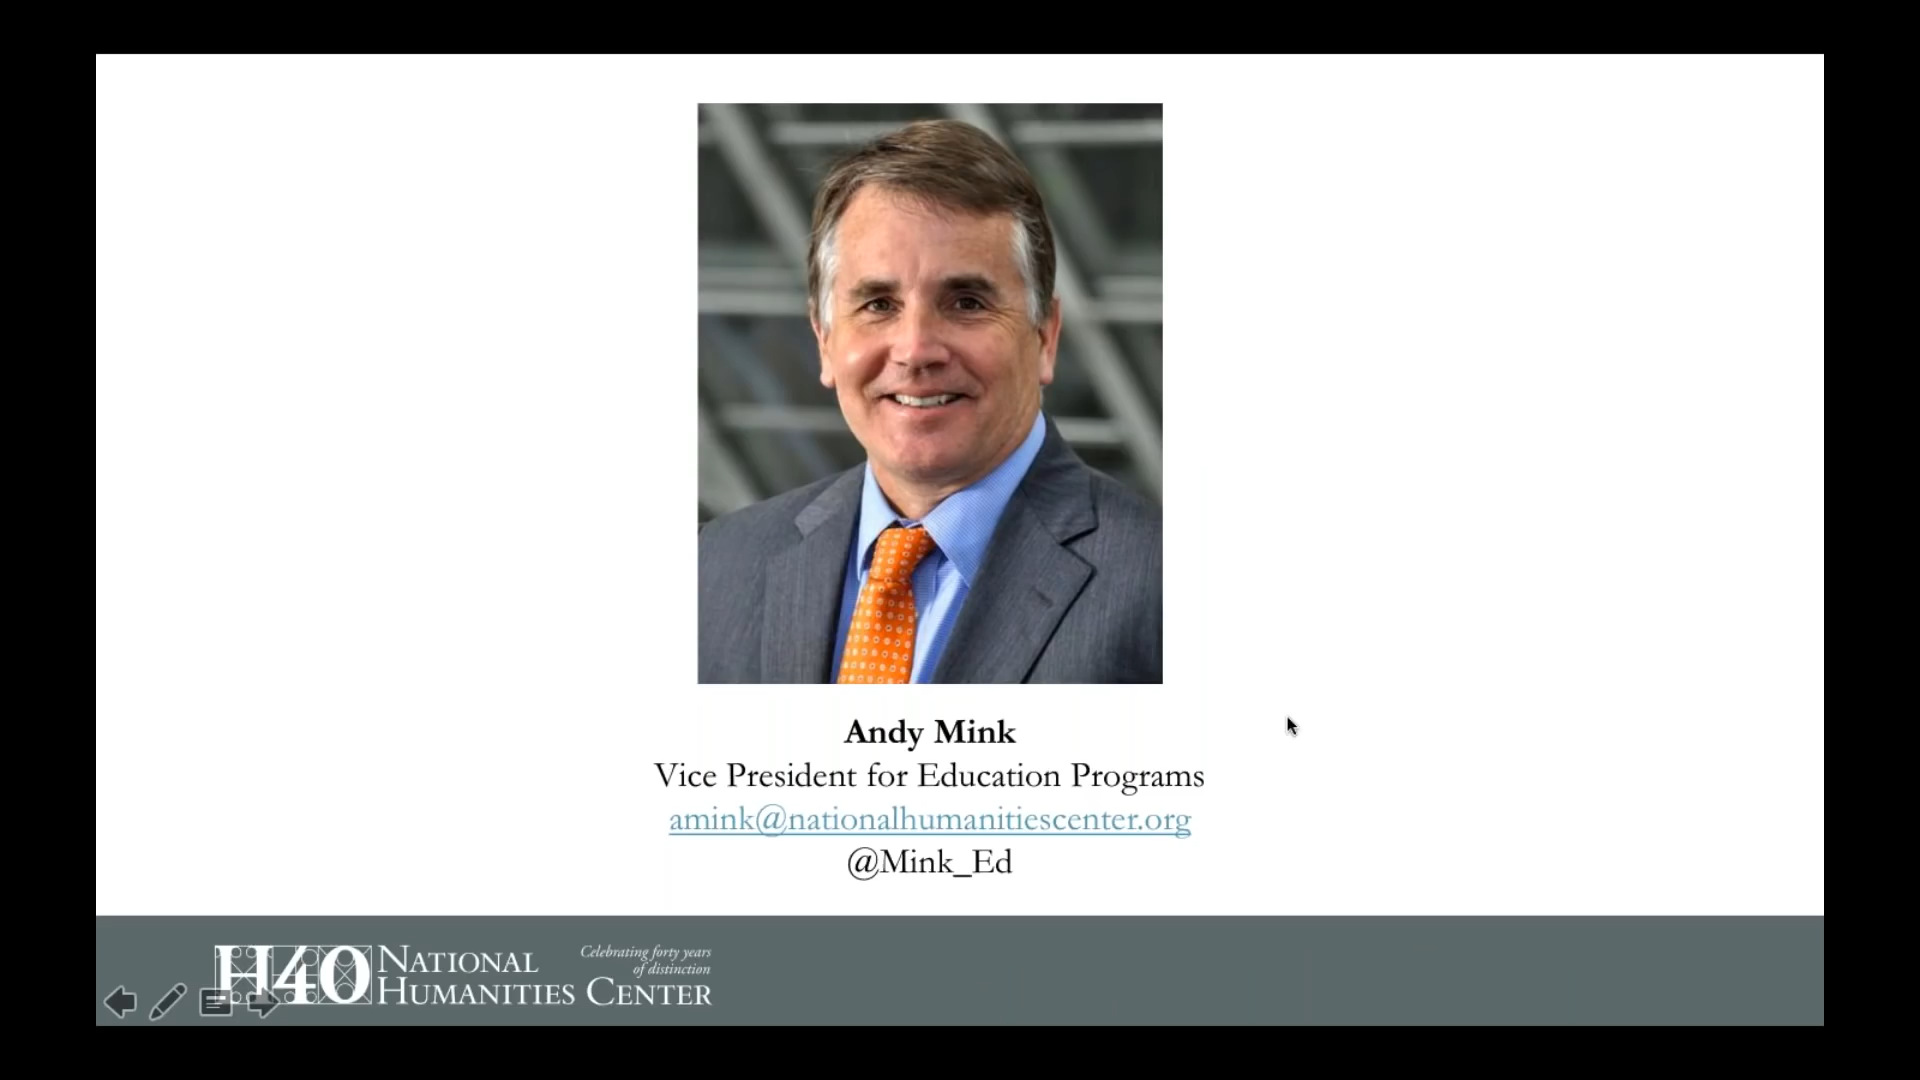 Andy Mink
Vice President for Education Programs
amink@nationalhumanitiescenter.org
@Mink_Ed
H40
NATIONAL
HUMANITIES CENTER
Celebrating forty years
of distinction